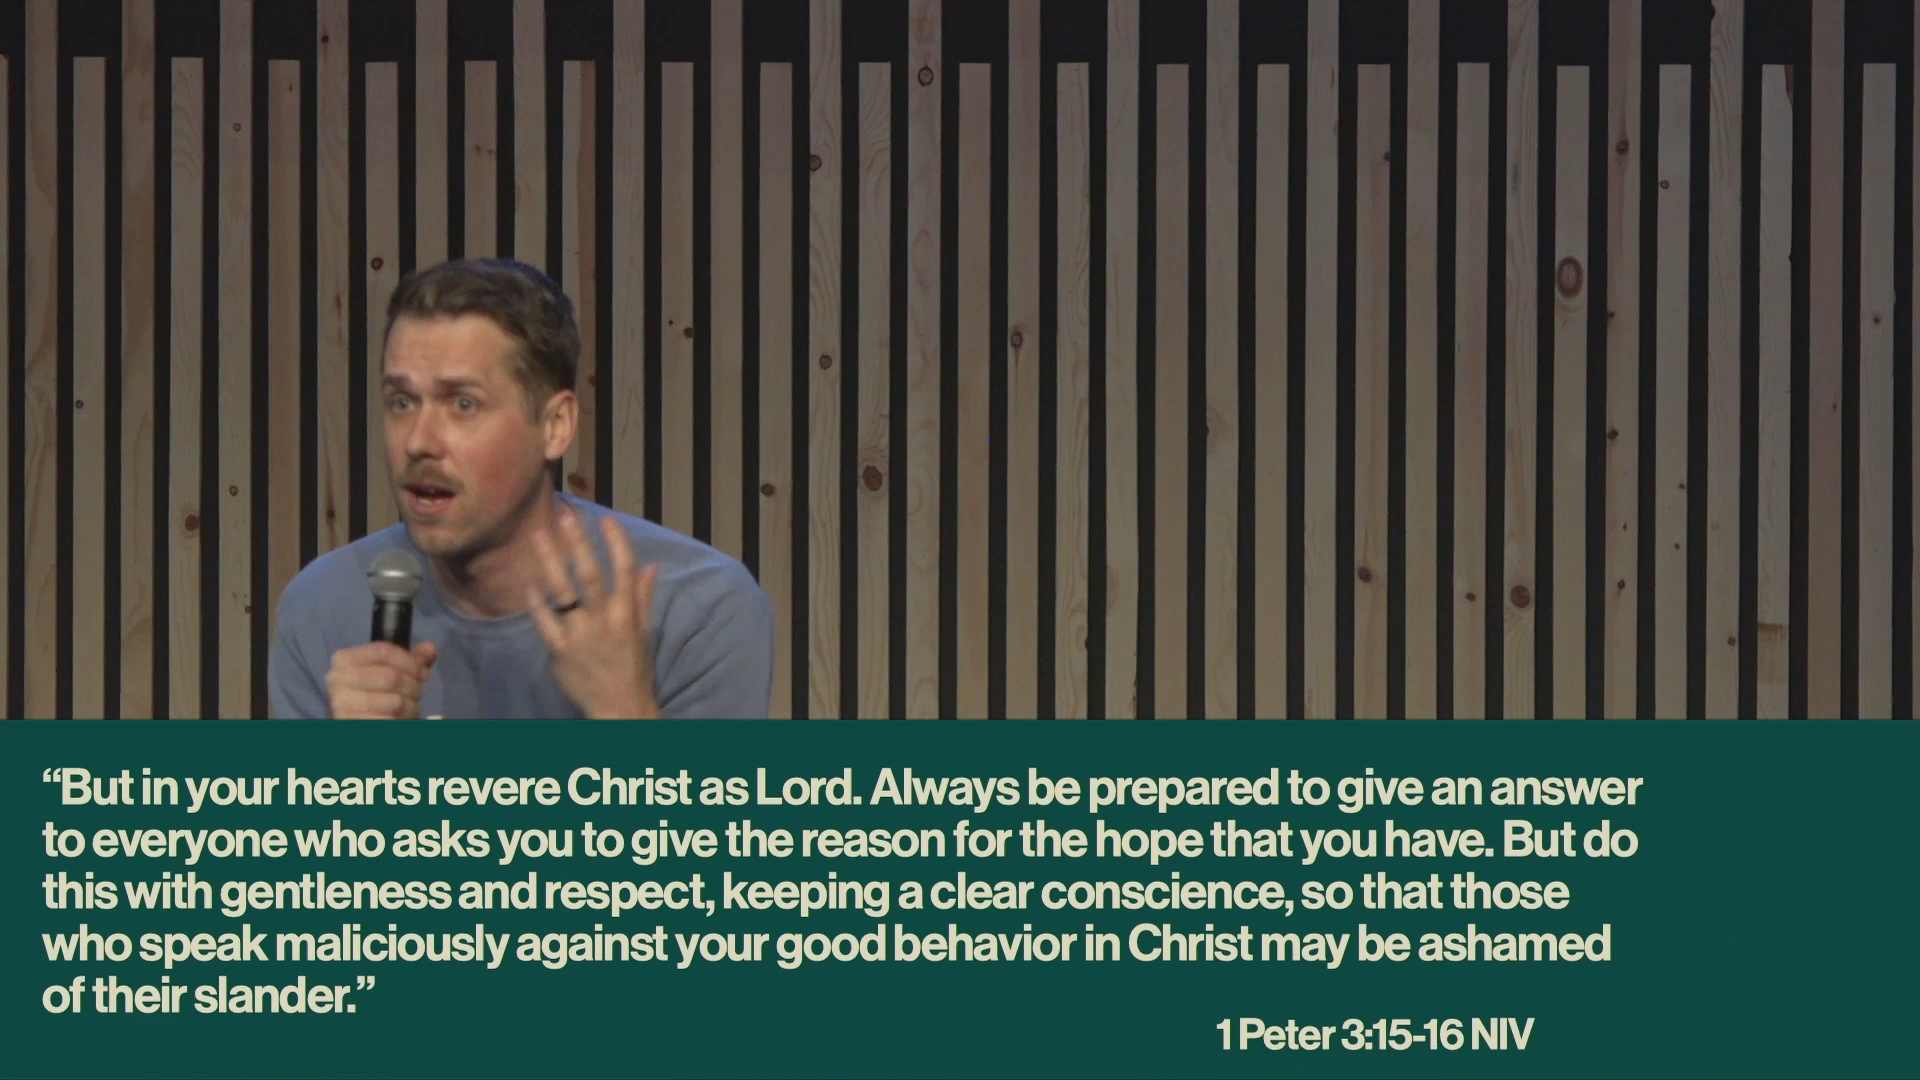 “But in your hearts revere Christ as Lord. Always be prepared to give an answer
to everyone who asks you to give the reason for the hope that you have. But do
this with gentleness and respect, keeping a clear conscience, so that those
who speak maliciously against your good behavior in Christ may be ashamed
of their slander.”
1 Peter 3:15-16 NIV